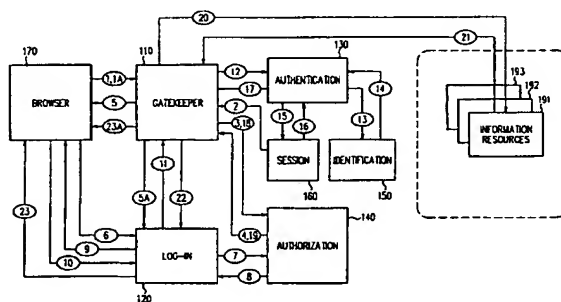 20
170
110
130
21
1,1A
12
193
192
191
BROWSER
5
GATEKEEPER
17
AUTHENTICATION
14
23A
2
15
16
13
INFORMATION
RESOURCES
3,18
SESSION
IDENTIFICATION
11
160
150
5A
22
140
23
6
4,19
AUTHORIZATION
9
LOG-IN
7
10
8
120